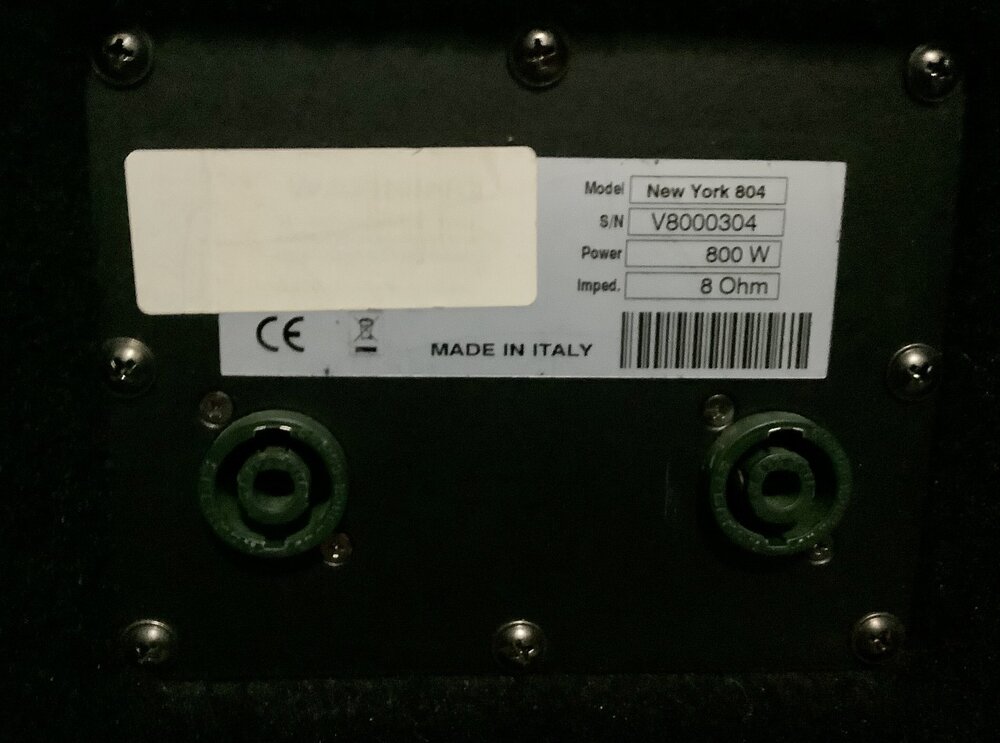 Model New York 804
S/N V8000304
Power 800 W
Imped. 8 Ohm
CE
MADE IN ITALY